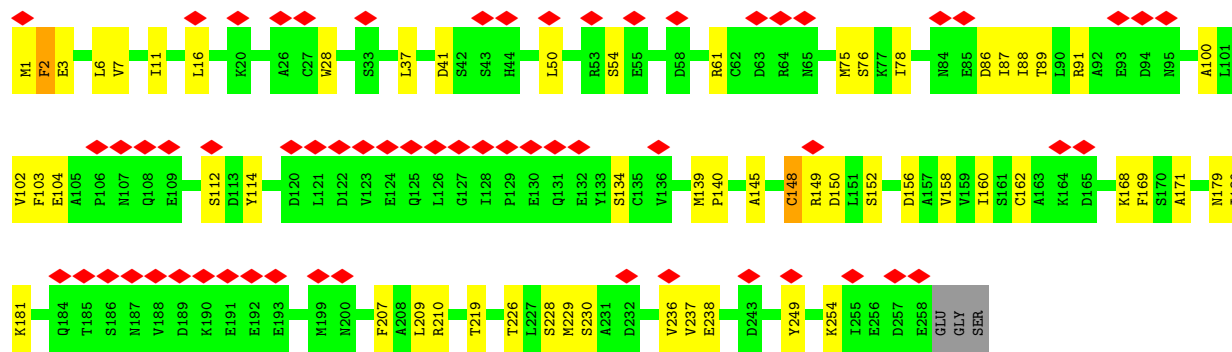 M1 F2 E3 L6 V7 I11 L16 K20 A26 C27 W28 S33 L37 D41 S42 S43 H44 L50 R53 S54 E55 D58 R61 C62 D63 R64 N65 M75 S76 K77 I78 N84 E85 D86 I87 I88 T89 L90 R91 A92 E93 D94 N95 A100 L101
V102 F103 E104 A105 P106 N107 Q108 E109 S112 D113 Y114 D120 L121 D122 V123 E124 Q125 L126 G127 I128 P129 E130 Q131 E132 Y133 S134 C135 V136 M139 P140 A145 C148 R149 D150 L151 S152 D156 A157 V158 V159 I160 S161 C162 A163 K164 D165 K168 F169 S170 A171 N179
K181 Q184 T185 S186 N187 V188 D189 K190 E191 E192 E193 M199 N200 F207 A208 L209 R210 T219 T226 L227 S228 M229 S230 A231 D232 V236 V237 E238 D243 Y249 K254 I255 E256 D257 E258 GLU GLY SER